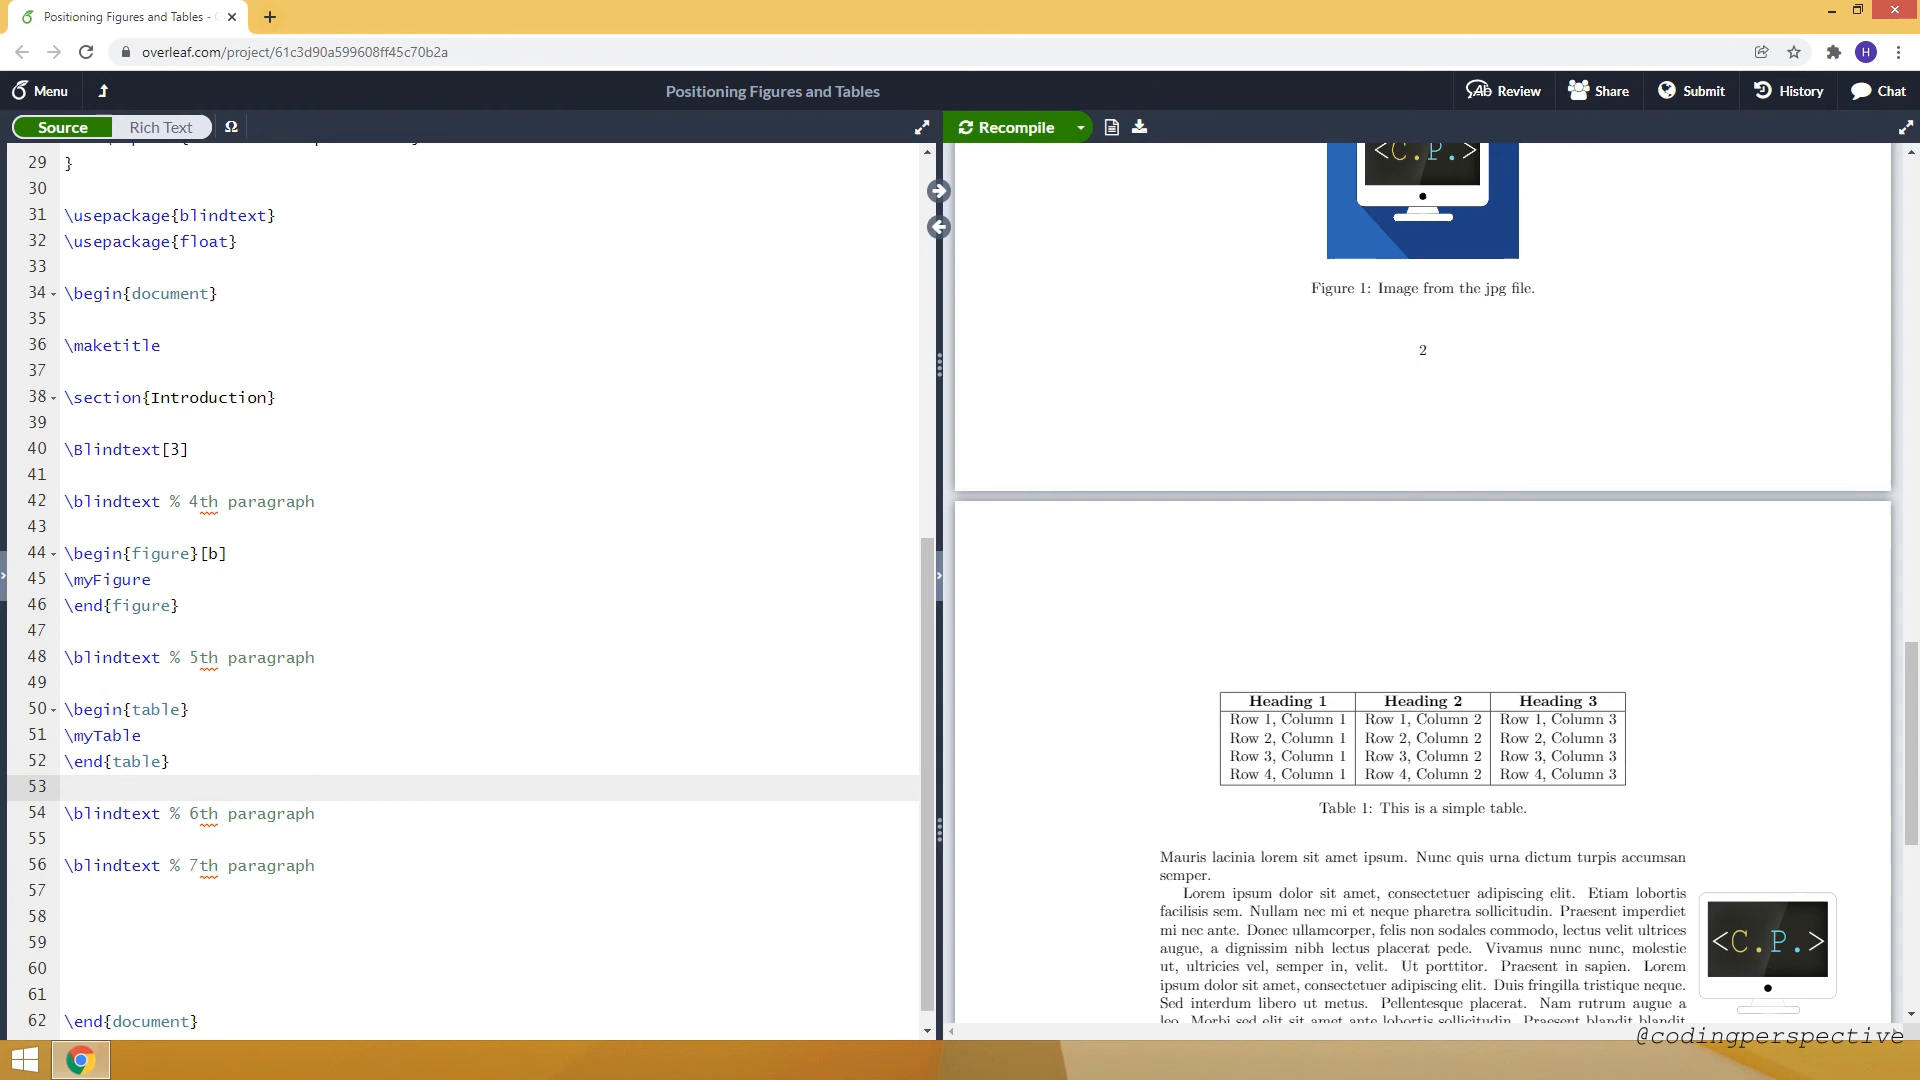 Positioning Figures and Tables -
overleaf.com/project/61c3d90a599608ff45c70b2a
H
Menu
Positioning Figures and Tables
Review
Share
Submit
History
Chat
Source
Rich Text
Ω
Recompile
29 }
30
31 \usepackage{blindtext}
32 \usepackage{float}
33
34 \begin{document}
35
36 \maketitle
37
38 \section{Introduction}
39
40 \Blindtext[3]
41
42 \blindtext % 4th paragraph
43
44 \begin{figure}[b]
45 \myFigure
46 \end{figure}
47
48 \blindtext % 5th paragraph
49
50 \begin{table}
51 \myTable
52 \end{table}
53
54 \blindtext % 6th paragraph
55
56 \blindtext % 7th paragraph
57
58
59
60
61
62 \end{document}
<C.P.>
Figure 1: Image from the jpg file.
2
Heading 1 Heading 2 Heading 3
Row 1, Column 1 Row 1, Column 2 Row 1, Column 3
Row 2, Column 1 Row 2, Column 2 Row 2, Column 3
Row 3, Column 1 Row 3, Column 2 Row 3, Column 3
Row 4, Column 1 Row 4, Column 2 Row 4, Column 3
Table 1: This is a simple table.
Mauris lacinia lorem sit amet ipsum. Nunc quis urna dictum turpis accumsan
semper.
Lorem ipsum dolor sit amet, consectetuer adipiscing elit. Etiam lobortis
facilisis sem. Nullam nec mi et neque pharetra sollicitudin. Praesent imperdiet
mi nec ante. Donec ullamcorper, felis non sodales commodo, lectus velit ultrices
augue, a dignissim nibh lectus placerat pede. Vivamus nunc nunc, molestie
ut, ultricies vel, semper in, velit. Ut porttitor. Praesent in sapien. Lorem
ipsum dolor sit amet, consectetuer adipiscing elit. Duis fringilla tristique neque.
Sed interdum libero ut metus. Pellentesque placerat. Nam rutrum augue a
leo. Morbi sed elit sit amet ante lobortis sollicitudin. Praesent blandit blandit
<C.P.>
@codingperspective